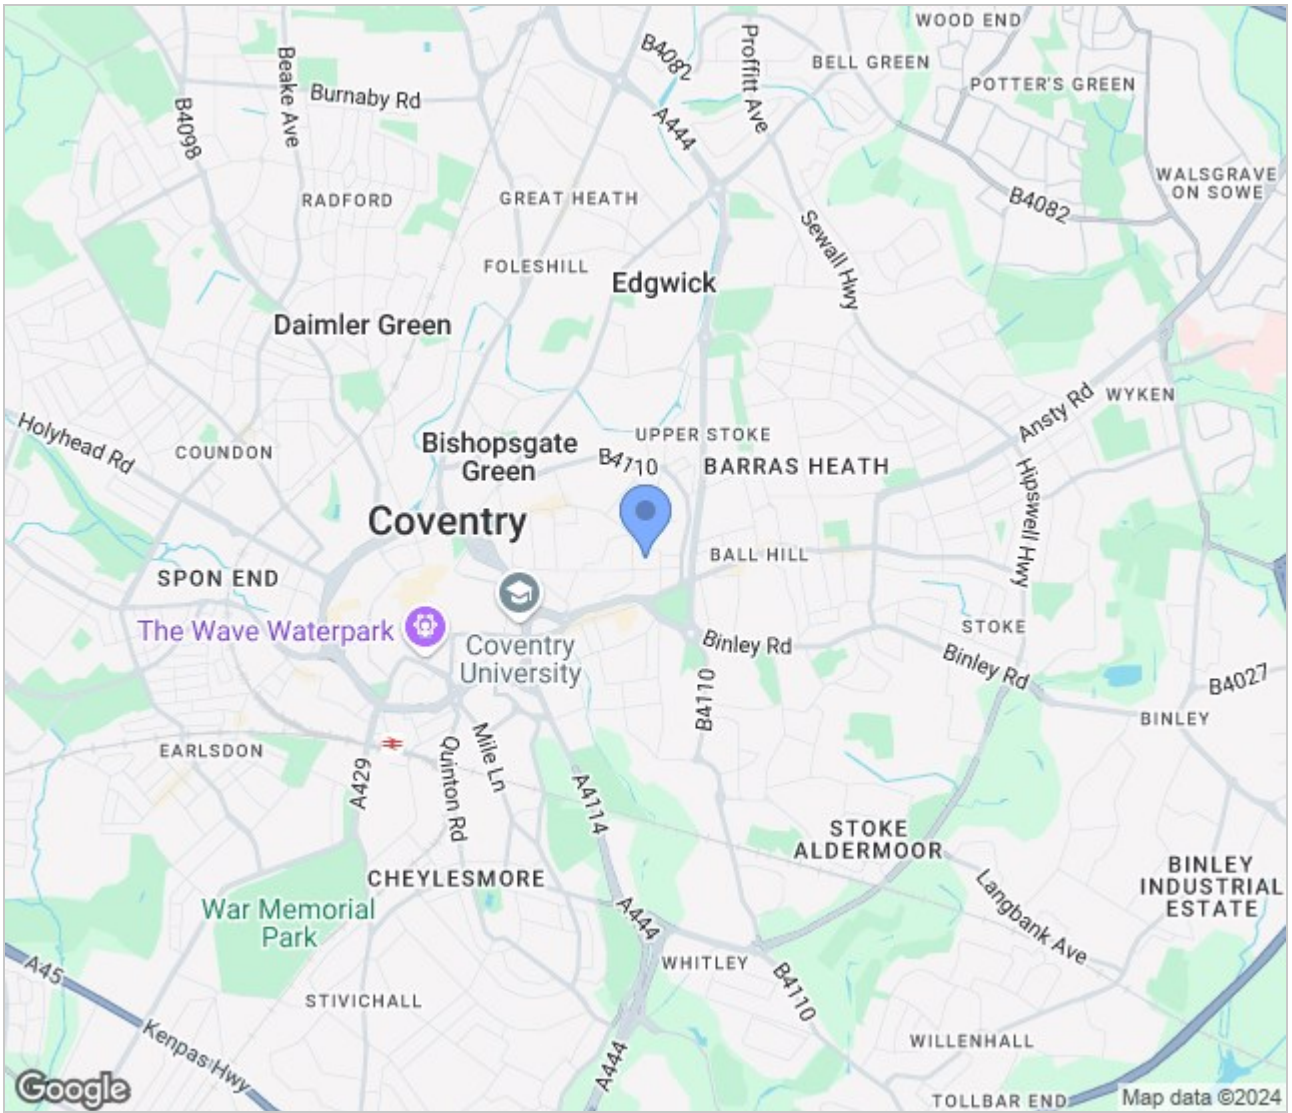 WOOD END
B4082
Proffitt Ave
BELL GREEN
POTTER'S GREEN
Beake Ave
Burnaby Rd
B4098
A444
WALSGRAVE
ON SOWE
RADFORD
GREAT HEATH
B4082
Sewall Hwy
FOLESHILL
Edgwick
Daimler Green
Ansty Rd
WYKEN
Holyhead Rd
COUNDON
Bishopsgate
Green
UPPER STOKE
B4110
BARRAS HEATH
Hipswell Hwy
Coventry
BALL HILL
SPON END
The Wave Waterpark
Coventry
University
STOKE
Binley Rd
Binley Rd
B4027
B4110
BINLEY
EARLSDON
Mile Ln
Quinton Rd
A429
A4114
STOKE
ALDERMOOR
CHEYLESMORE
BINLEY
INDUSTRIAL
ESTATE
Langbank Ave
War Memorial
Park
A444
WHITLEY
A45
B4110
STIVICHALL
WILLENHALL
Kenpas Hwy
A444
Google
TOLLBAR END
Map data ©2024